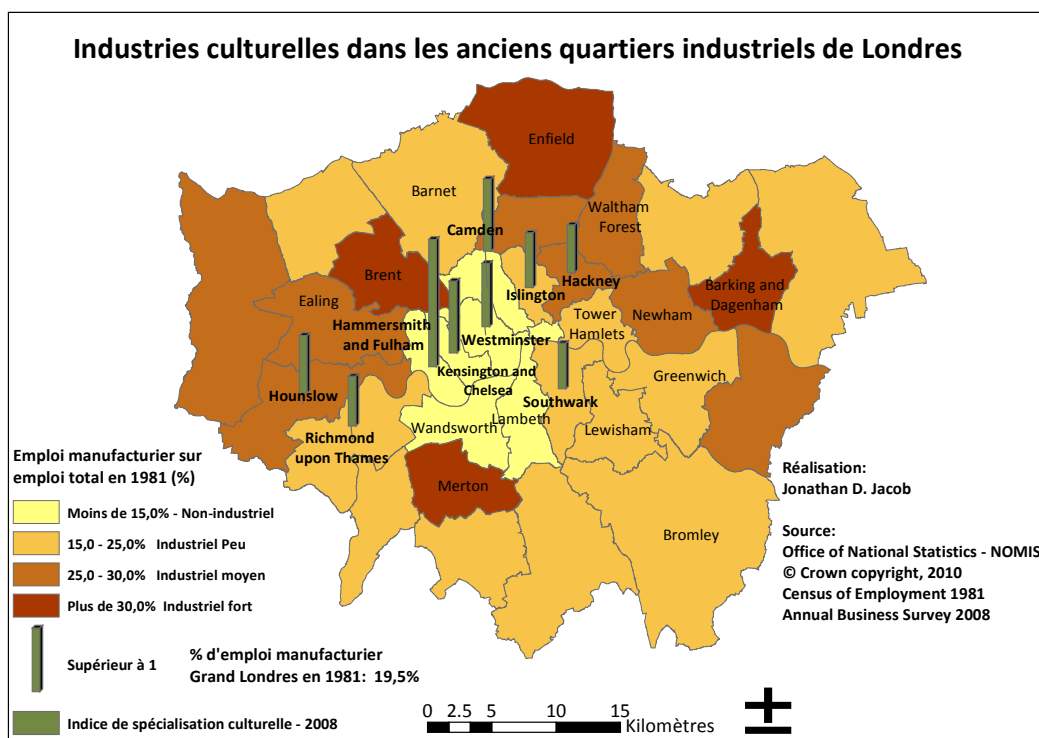 Industries culturelles dans les anciens quartiers industriels de Londres
Enfield
Barnet
Waltham
Forest
Camden
Brent
Hackney
Barking and
Dagenham
Islington
Ealing
Newham
Tower
Hamlets
Hammersmith
and Fulham
Westminster
Kensington and
Chelsea
Greenwich
Hounslow
Southwark
Lambeth
Wandsworth
Lewisham
Richmond
upon Thames
Merton
Bromley
Emploi manufacturier sur
emploi total en 1981 (%)
Moins de 15,0% - Non-industriel
15,0 - 25,0% Industriel Peu
25,0 - 30,0% Industriel moyen
Plus de 30,0% Industriel fort
Supérieur à 1
% d'emploi manufacturier
Grand Londres en 1981: 19,5%
Indice de spécialisation culturelle - 2008
0 2.5 5 10 15
Kilomètres
Réalisation:
Jonathan D. Jacob
Source:
Office of National Statistics - NOMIS
© Crown copyright, 2010
Census of Employment 1981
Annual Business Survey 2008